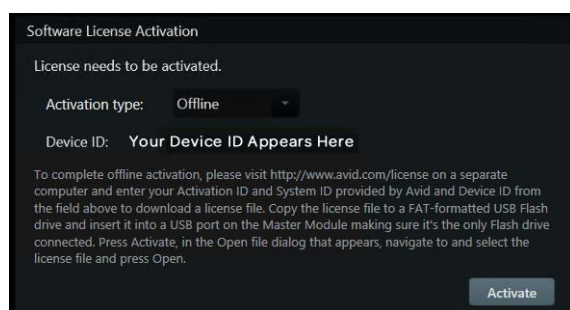 Software License Activation
License needs to be activated.
Activation type: Offline
Device ID: Your Device ID Appears Here
To complete offline activation, please visit http://www.avid.com/license on a separate
computer and enter your Activation ID and System ID provided by Avid and Device ID from
the field above to download a license file. Copy the license file to a FAT-formatted USB Flash
drive and insert it into a USB port on the Master Module making sure it's the only Flash drive
connected. Press Activate, in the Open file dialog that appears, navigate to and select the
license file and press Open.
Activate